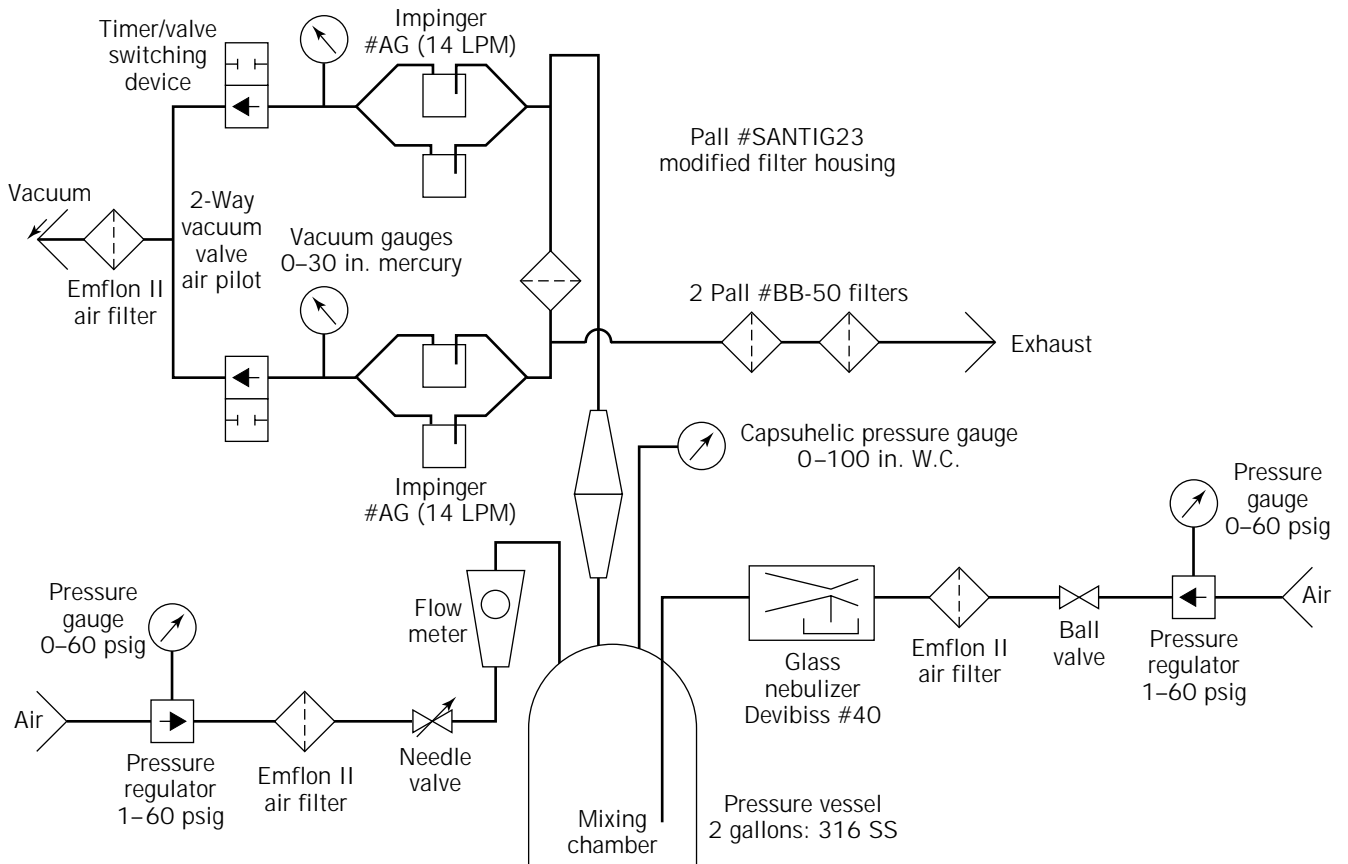 Timer/valve
switching
device
Impinger
#AG (14 LPM)
Pall #SANTIG23
modified filter housing
Vacuum
2-Way
vacuum
valve
air pilot
Vacuum gauges
0–30 in. mercury
Emflon II
air filter
2 Pall #BB-50 filters
Exhaust
Capsuhelic pressure gauge
0–100 in. W.C.
Impinger
#AG (14 LPM)
Pressure
gauge
0–60 psig
Pressure
gauge
0–60 psig
Flow
meter
Air
Glass
nebulizer
Devibiss #40
Emflon II
air filter
Ball
valve
Pressure
regulator
1–60 psig
Air
Pressure
regulator
1–60 psig
Emflon II
air filter
Needle
valve
Mixing
chamber
Pressure vessel
2 gallons: 316 SS